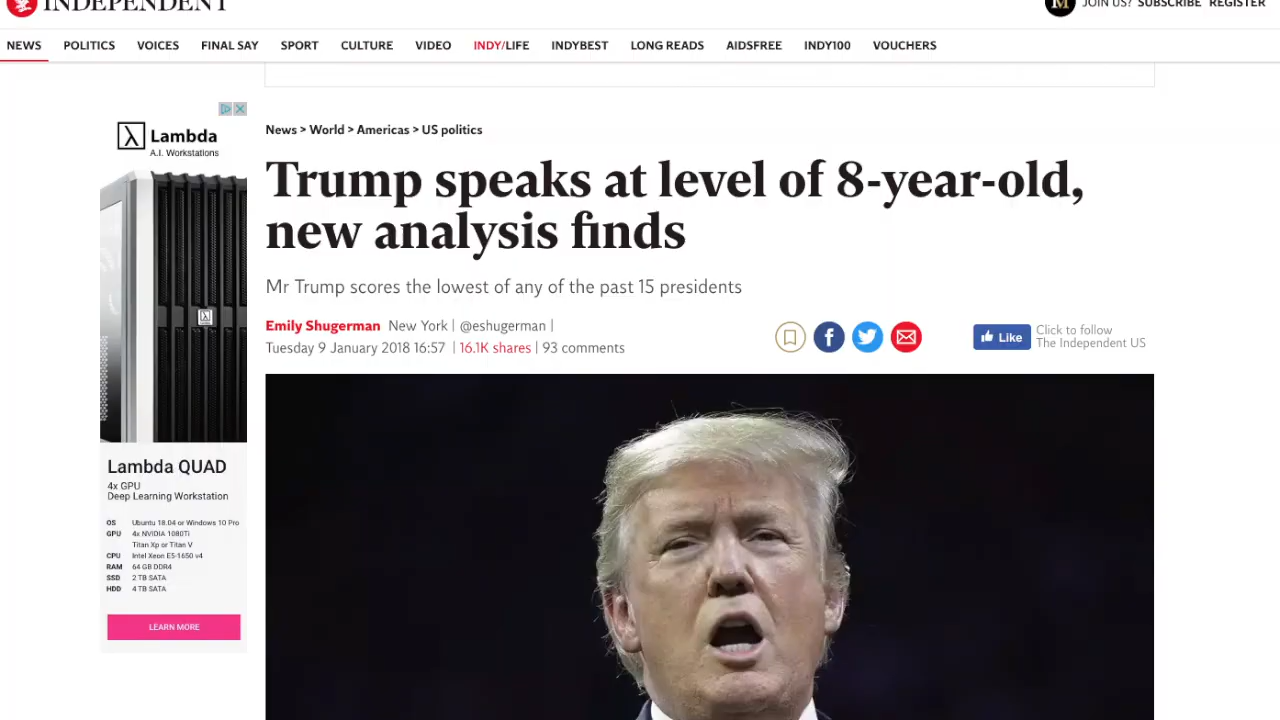 INDEPENDENT
JOIN US? SUBSCRIBE REGISTER
NEWS POLITICS VOICES FINAL SAY SPORT CULTURE VIDEO INDY/LIFE INDYBEST LONG READS AIDSFREE INDY100 VOUCHERS
Lambda
A.I. Workstations
Lambda QUAD
4x GPU
Deep Learning Workstation
OS Ubuntu 18.04 or Windows 10 Pro
GPU 4x NVIDIA 1080Ti
Titan Xp or Titan V
CPU Intel Xeon E5-1650 v4
RAM 64 GB DDR4
SSD 2 TB SATA
HDD 4 TB SATA
LEARN MORE
News > World > Americas > US politics
Trump speaks at level of 8-year-old,
new analysis finds
Mr Trump scores the lowest of any of the past 15 presidents
Emily Shugerman New York | @eshugerman |
Tuesday 9 January 2018 16:57 | 16.1K shares | 93 comments
Like
Click to follow
The Independent US